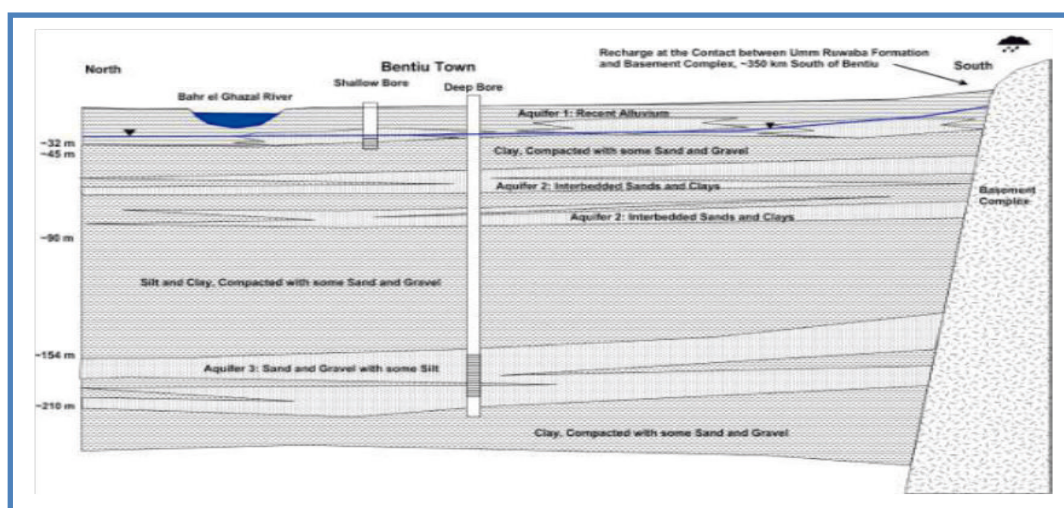 Recharge at the Contact between Umm Ruwaba Formation
and Basement Complex, ~350 km South of Bentiu
North
Bentiu Town
South
Shallow Bore
Deep Bore
Bahr el Ghazal River
Aquifer 1: Recent Alluvium
~32 m
~45 m
Clay, Compacted with some Sand and Gravel
Aquifer 2: Interbedded Sands and Clays
Basement
Complex
Aquifer 2: Interbedded Sands and Clays
~90 m
Silt and Clay, Compacted with some Sand and Gravel
~154 m
Aquifer 3: Sand and Gravel with some Silt
~210 m
Clay, Compacted with some Sand and Gravel